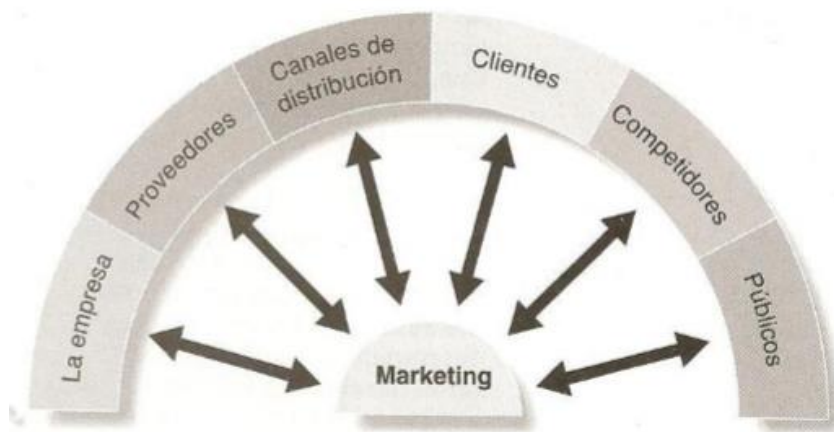 La empresa
Proveedores
Canales de
distribución
Clientes
Competidores
Públicos
Marketing